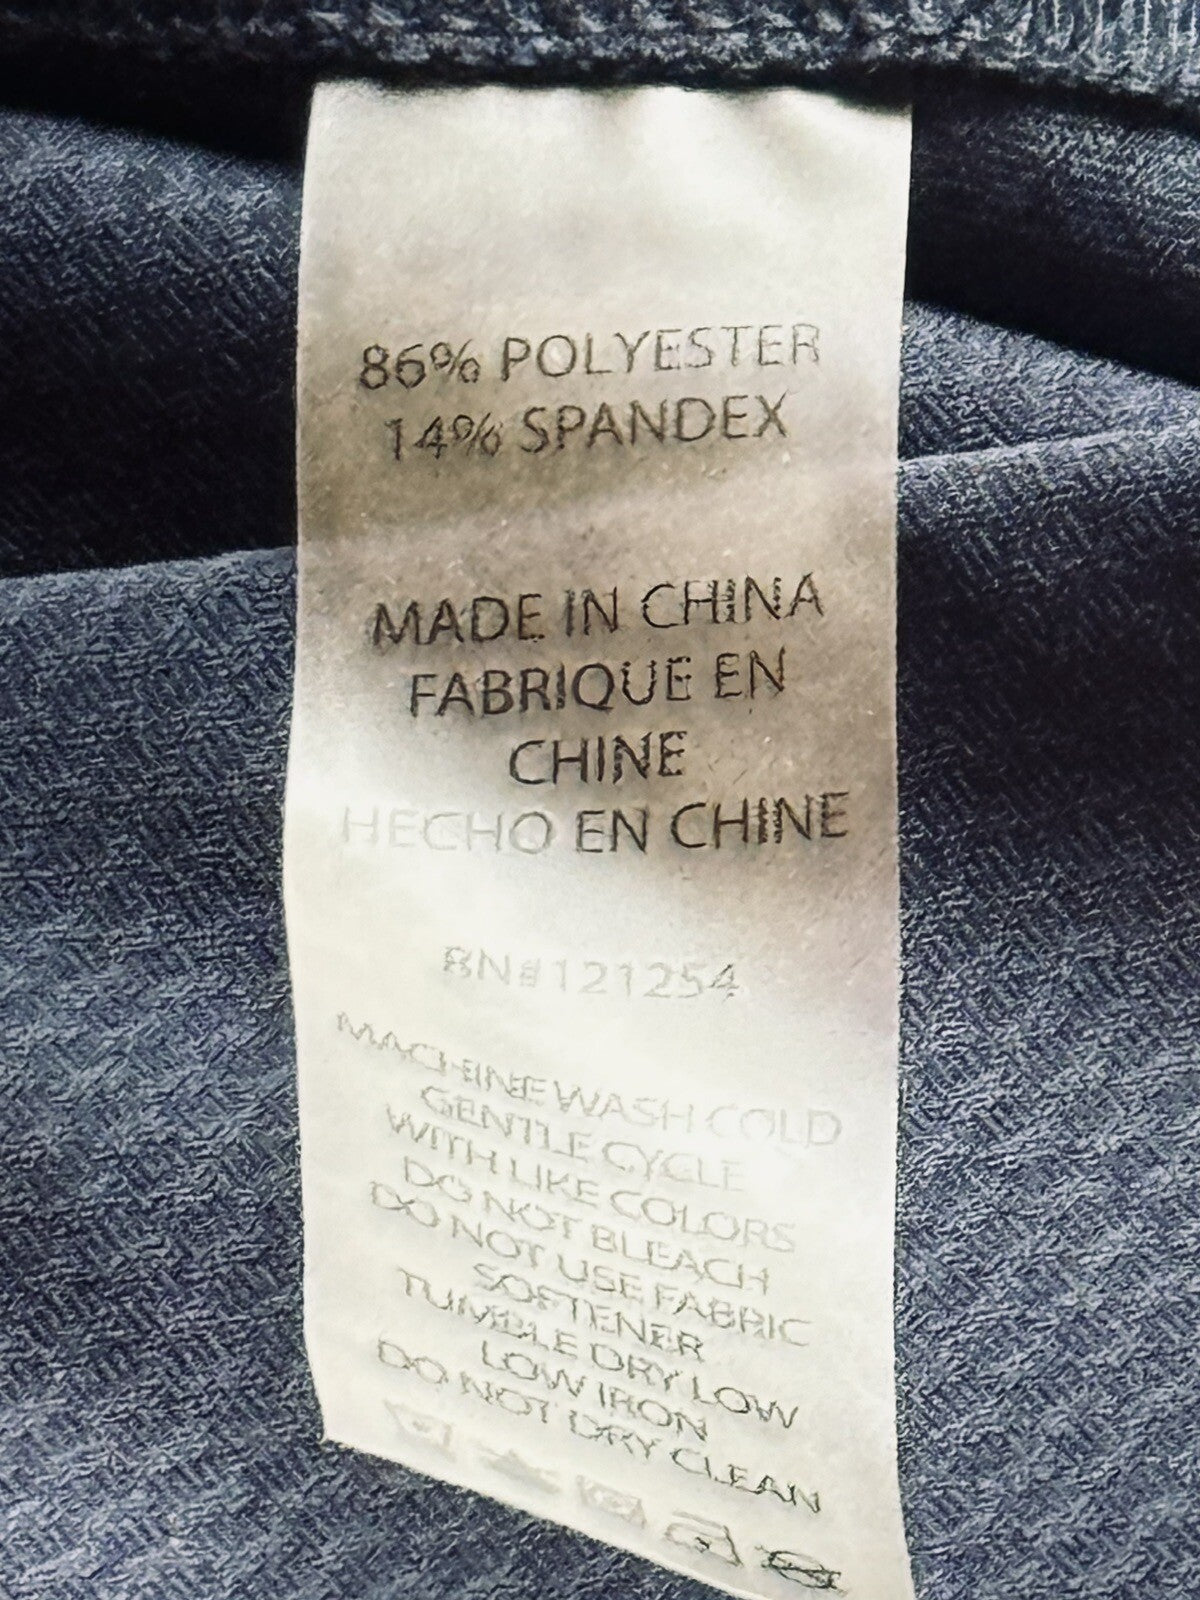 86% POLYESTER
14% SPANDEX
MADE IN CHINA
FABRIQUE EN
CHINE
HECHO EN CHINE
RN#121254
MACHINE WASH COLD
GENTLE CYCLE
WITH LIKE COLORS
DO NOT BLEACH
DO NOT USE FABRIC
SOFTENER
TUMBLE DRY LOW
LOW IRON
DO NOT DRY CLEAN